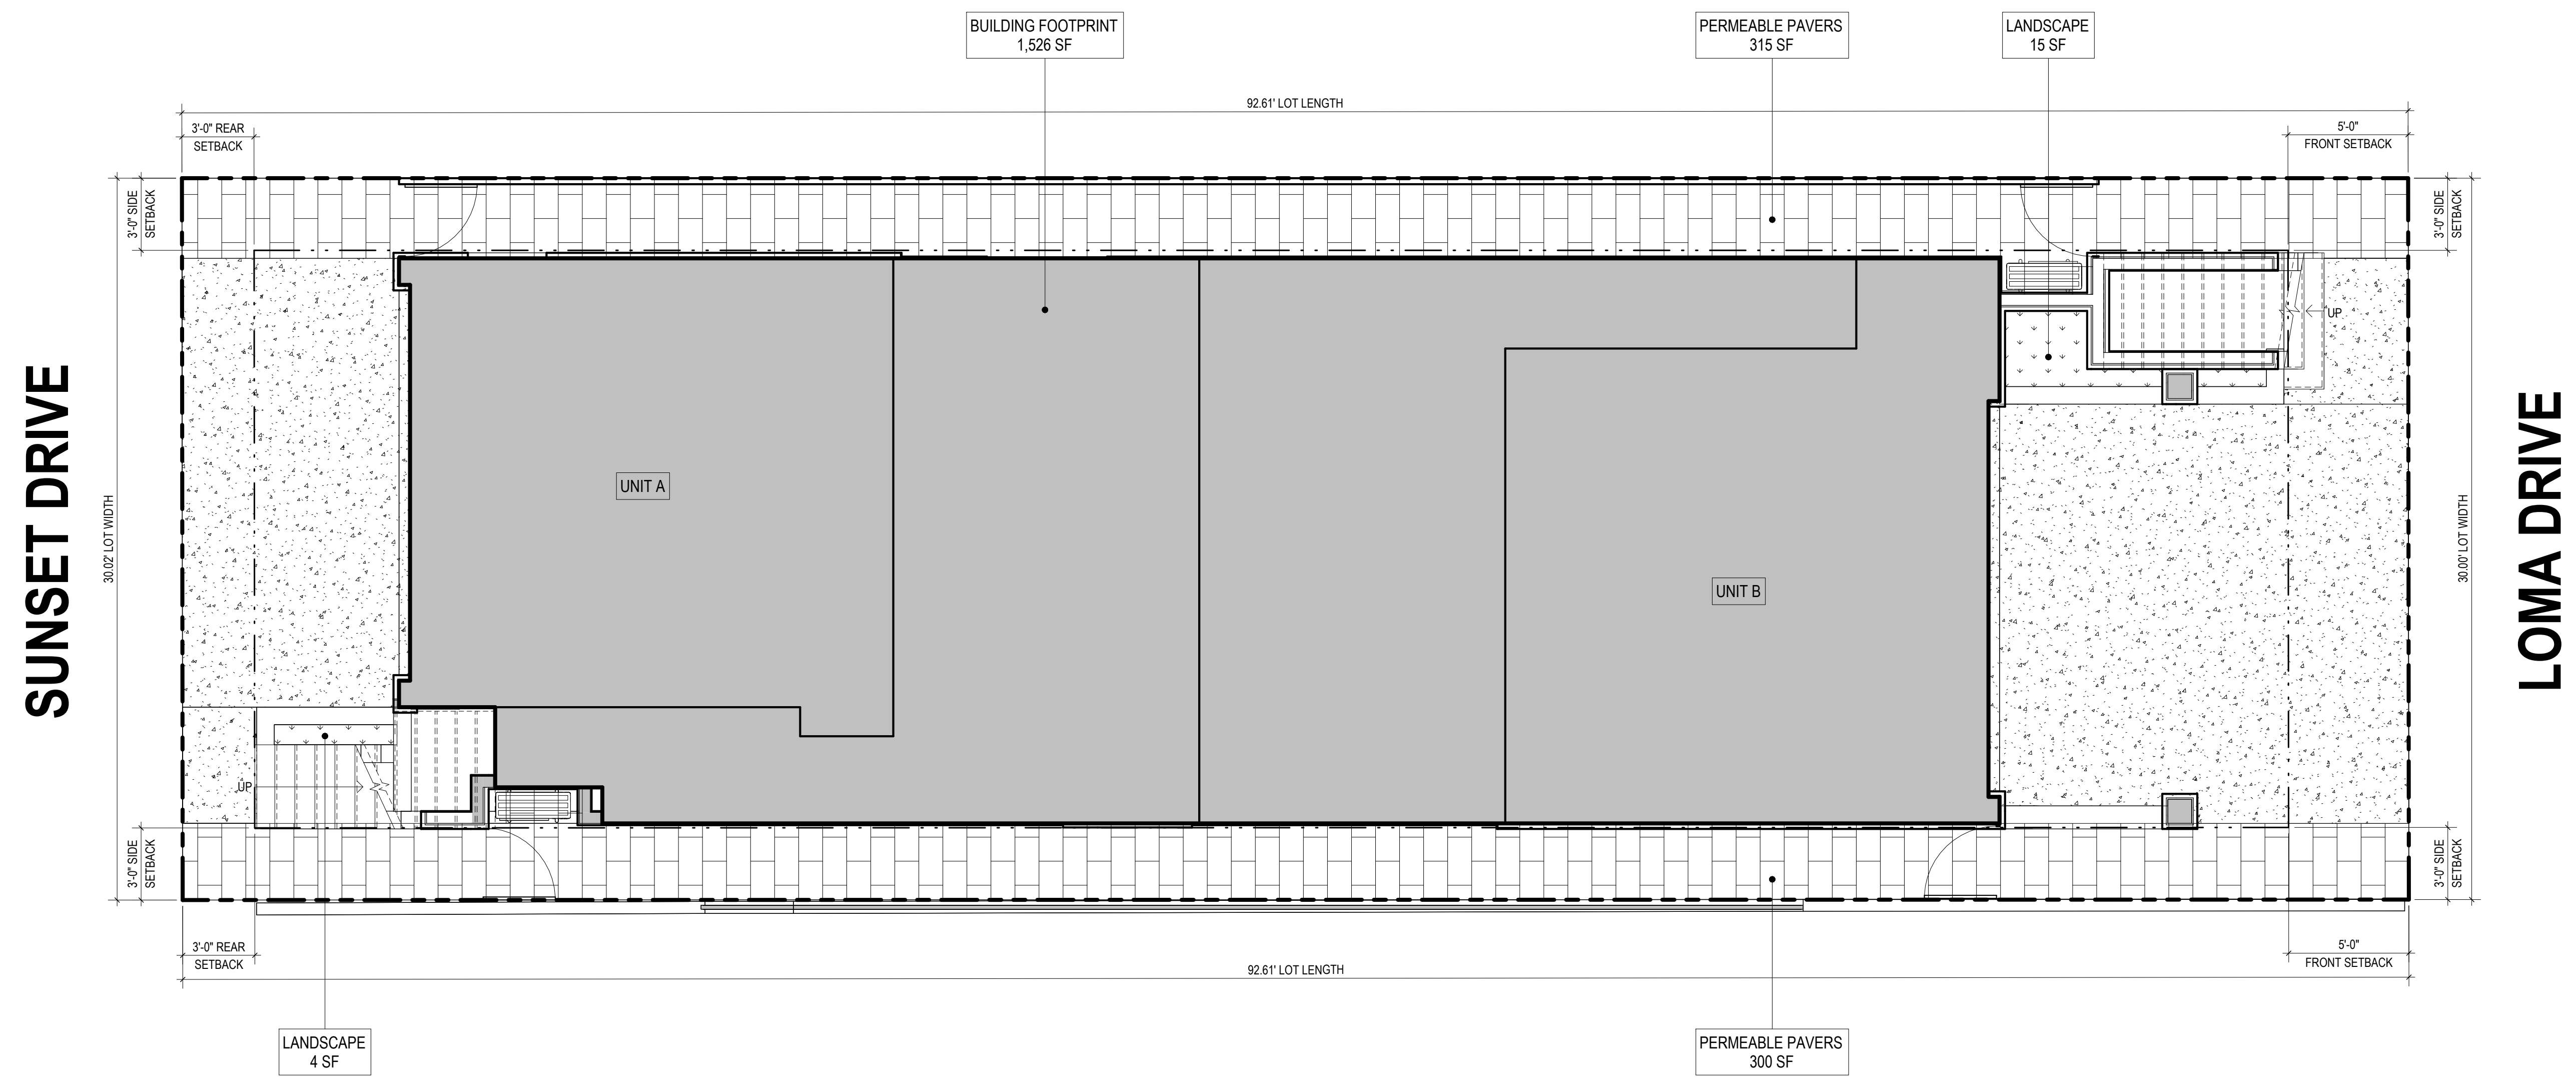 BUILDING FOOTPRINT
1,526 SF
PERMEABLE PAVERS
315 SF
LANDSCAPE
15 SF
92.61' LOT LENGTH
3'-0" REAR
SETBACK
5'-0"
FRONT SETBACK
3'-0" SIDE
SETBACK
3'-0" SIDE
SETBACK
UP
SUNSET DRIVE
30.02' LOT WIDTH
UNIT A
UNIT B
30.00' LOT WIDTH
LOMA DRIVE
UP
3'-0" SIDE
SETBACK
3'-0" SIDE
SETBACK
3'-0" REAR
SETBACK
5'-0"
FRONT SETBACK
92.61' LOT LENGTH
LANDSCAPE
4 SF
PERMEABLE PAVERS
300 SF